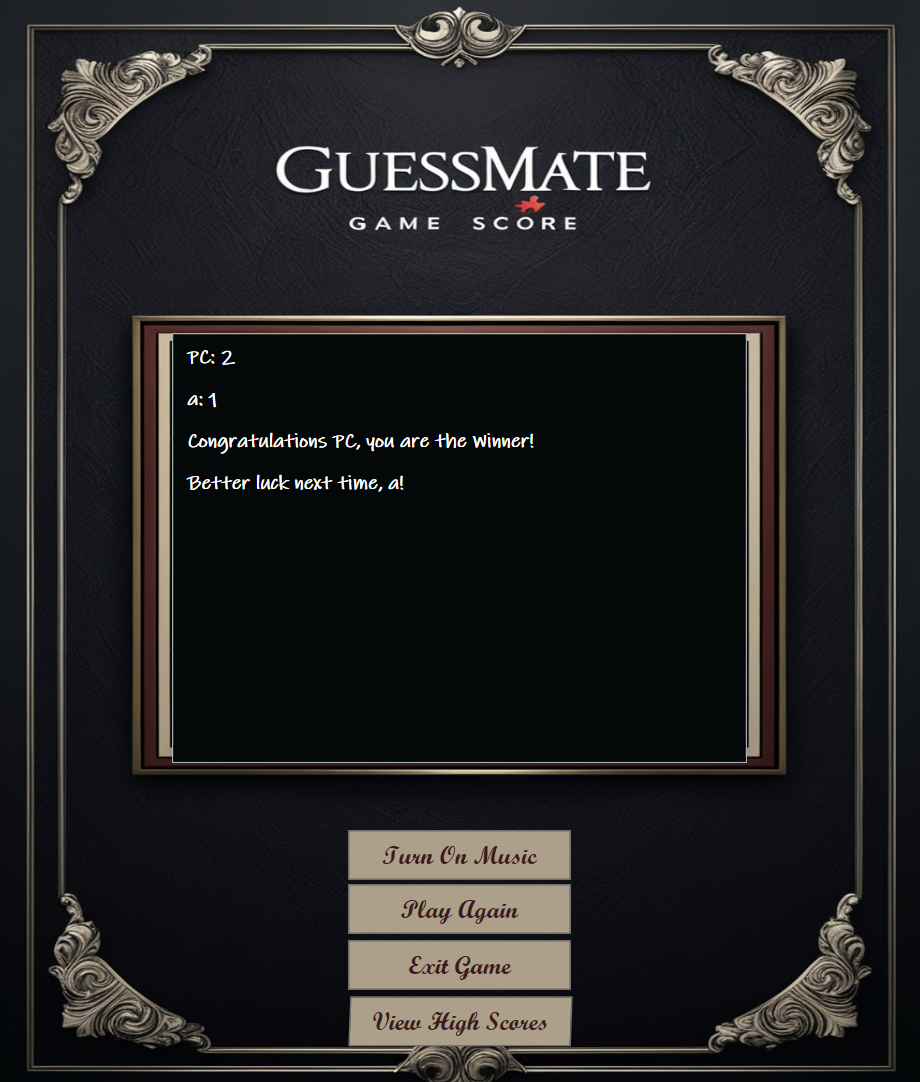 GUESSMATE
GAME SCORE
PC: 2
a: 1
Congratulations PC, you are the Winner!
Better luck next time, a!
Turn On Music
Play Again
Exit Game
View High Scores